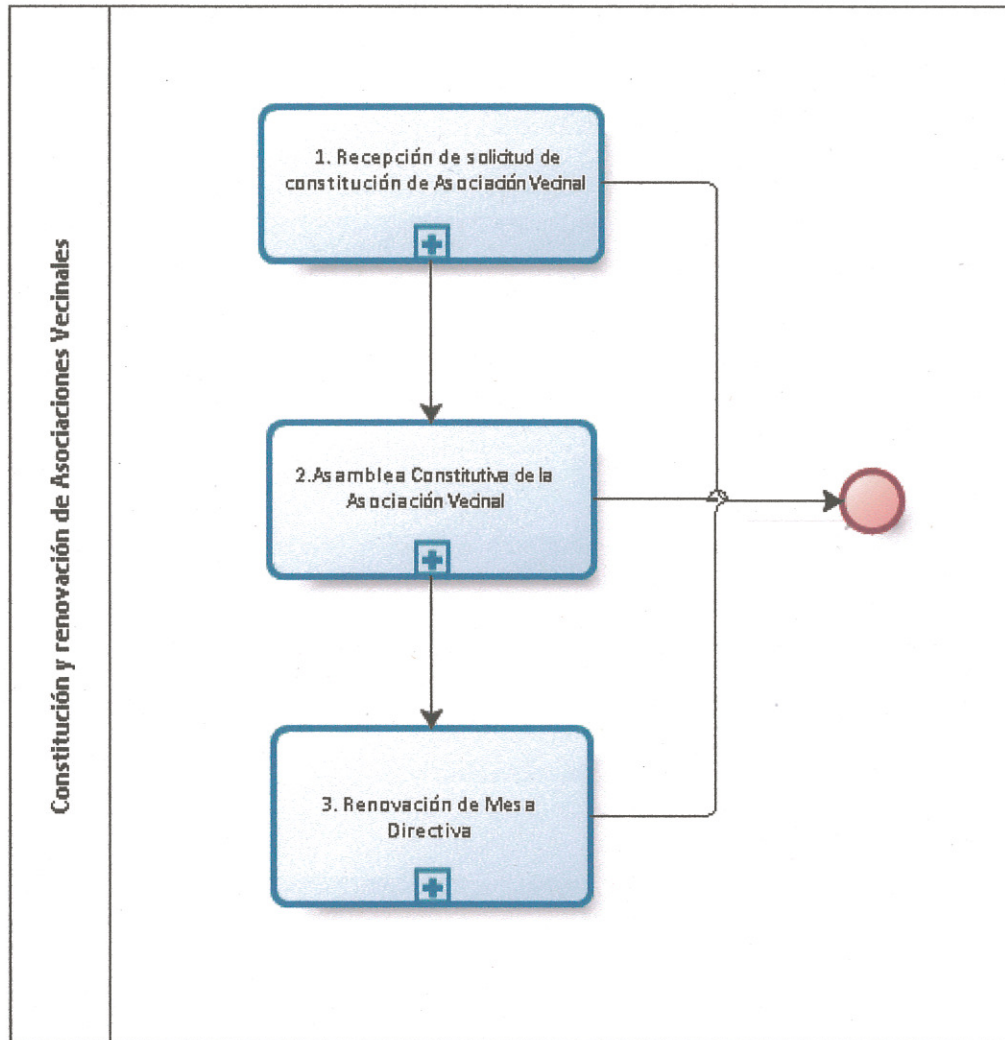 Constitución y renovación de Asociaciones Vecinales
1. Recepción de solicitud de
constitución de Asociación Vecinal
2.Asamblea Constitutiva de la
Asociación Vecinal
3. Renovación de Mesa
Directiva